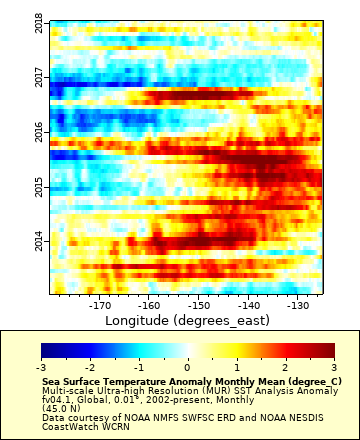 2018
2017
2016
2015
2014
-170 -160 -150 -140 -130
Longitude (degrees_east)
-3 -2 -1 0 1 2 3
Sea Surface Temperature Anomaly Monthly Mean (degree_C)
Multi-scale Ultra-high Resolution (MUR) SST Analysis Anomaly
fv04.1, Global, 0.01°, 2002-present, Monthly
(45.0 N)
Data courtesy of NOAA NMFS SWFSC ERD and NOAA NESDIS
CoastWatch WCRN